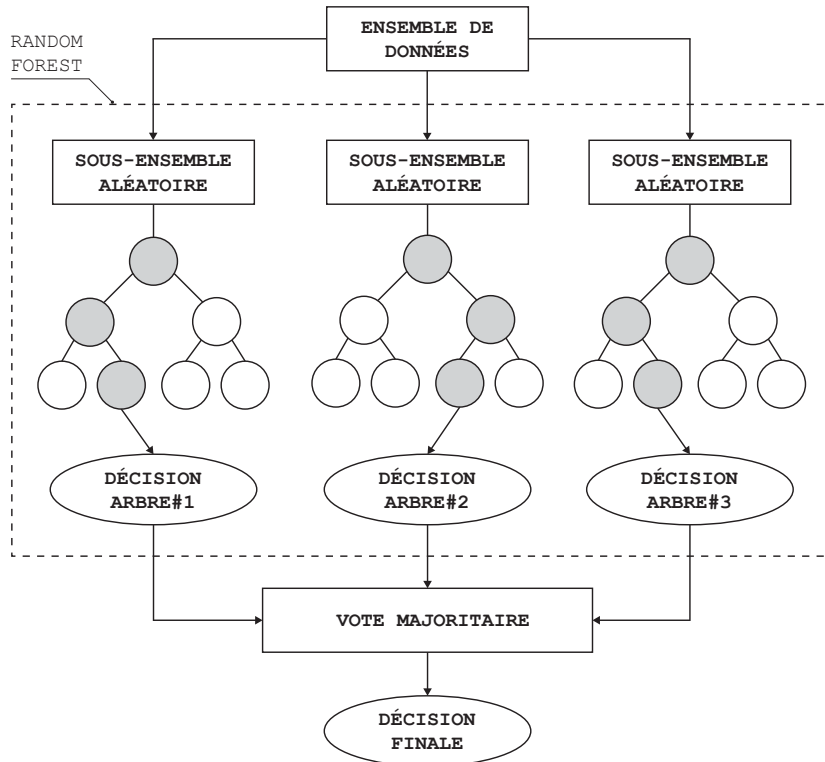 ENSEMBLE DE
DONNÉES
RANDOM
FOREST
SOUS-ENSEMBLE
ALÉATOIRE
SOUS-ENSEMBLE
ALÉATOIRE
SOUS-ENSEMBLE
ALÉATOIRE
DÉCISION
ARBRE#1
DÉCISION
ARBRE#2
DÉCISION
ARBRE#3
VOTE MAJORITAIRE
DÉCISION
FINALE